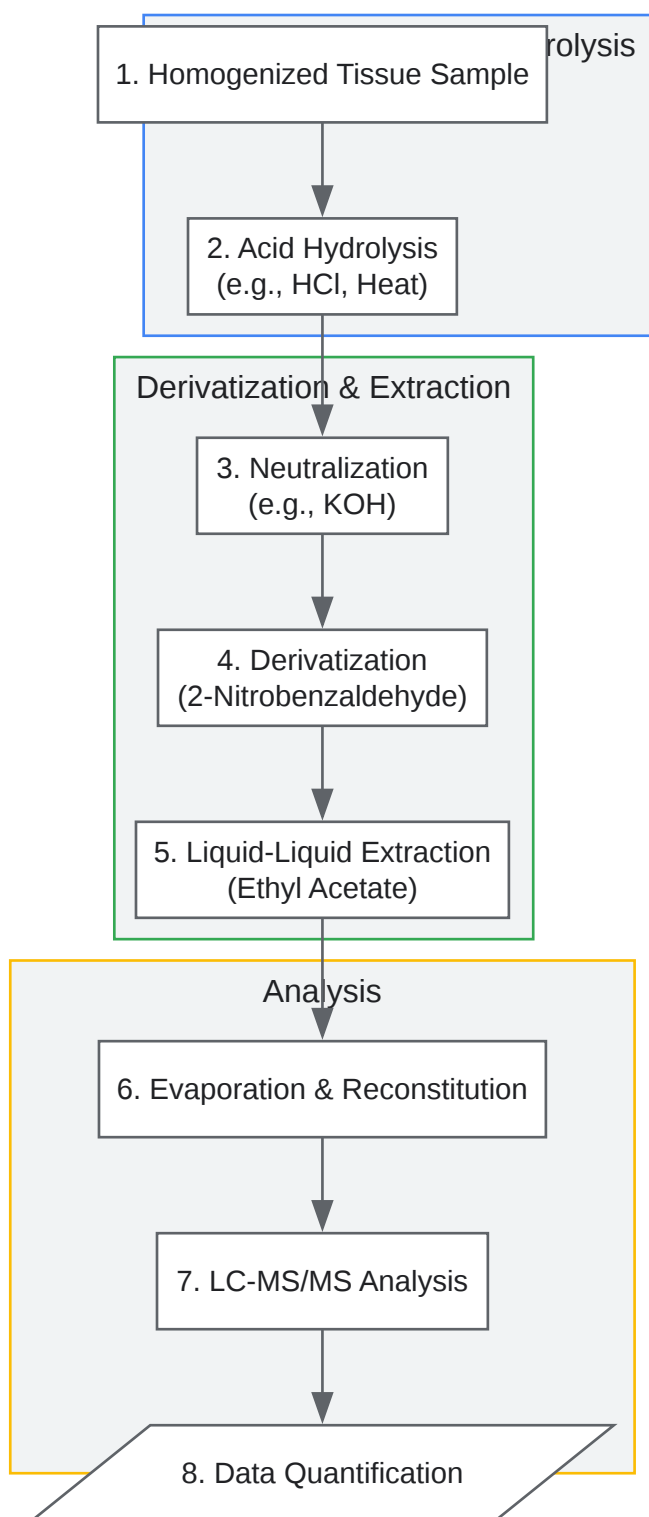 rolysis
1. Homogenized Tissue Sample
2. Acid Hydrolysis
(e.g., HCl, Heat)
Derivatization & Extraction
3. Neutralization
(e.g., KOH)
4. Derivatization
(2-Nitrobenzaldehyde)
5. Liquid-Liquid Extraction
(Ethyl Acetate)
Analysis
6. Evaporation & Reconstitution
7. LC-MS/MS Analysis
8. Data Quantification